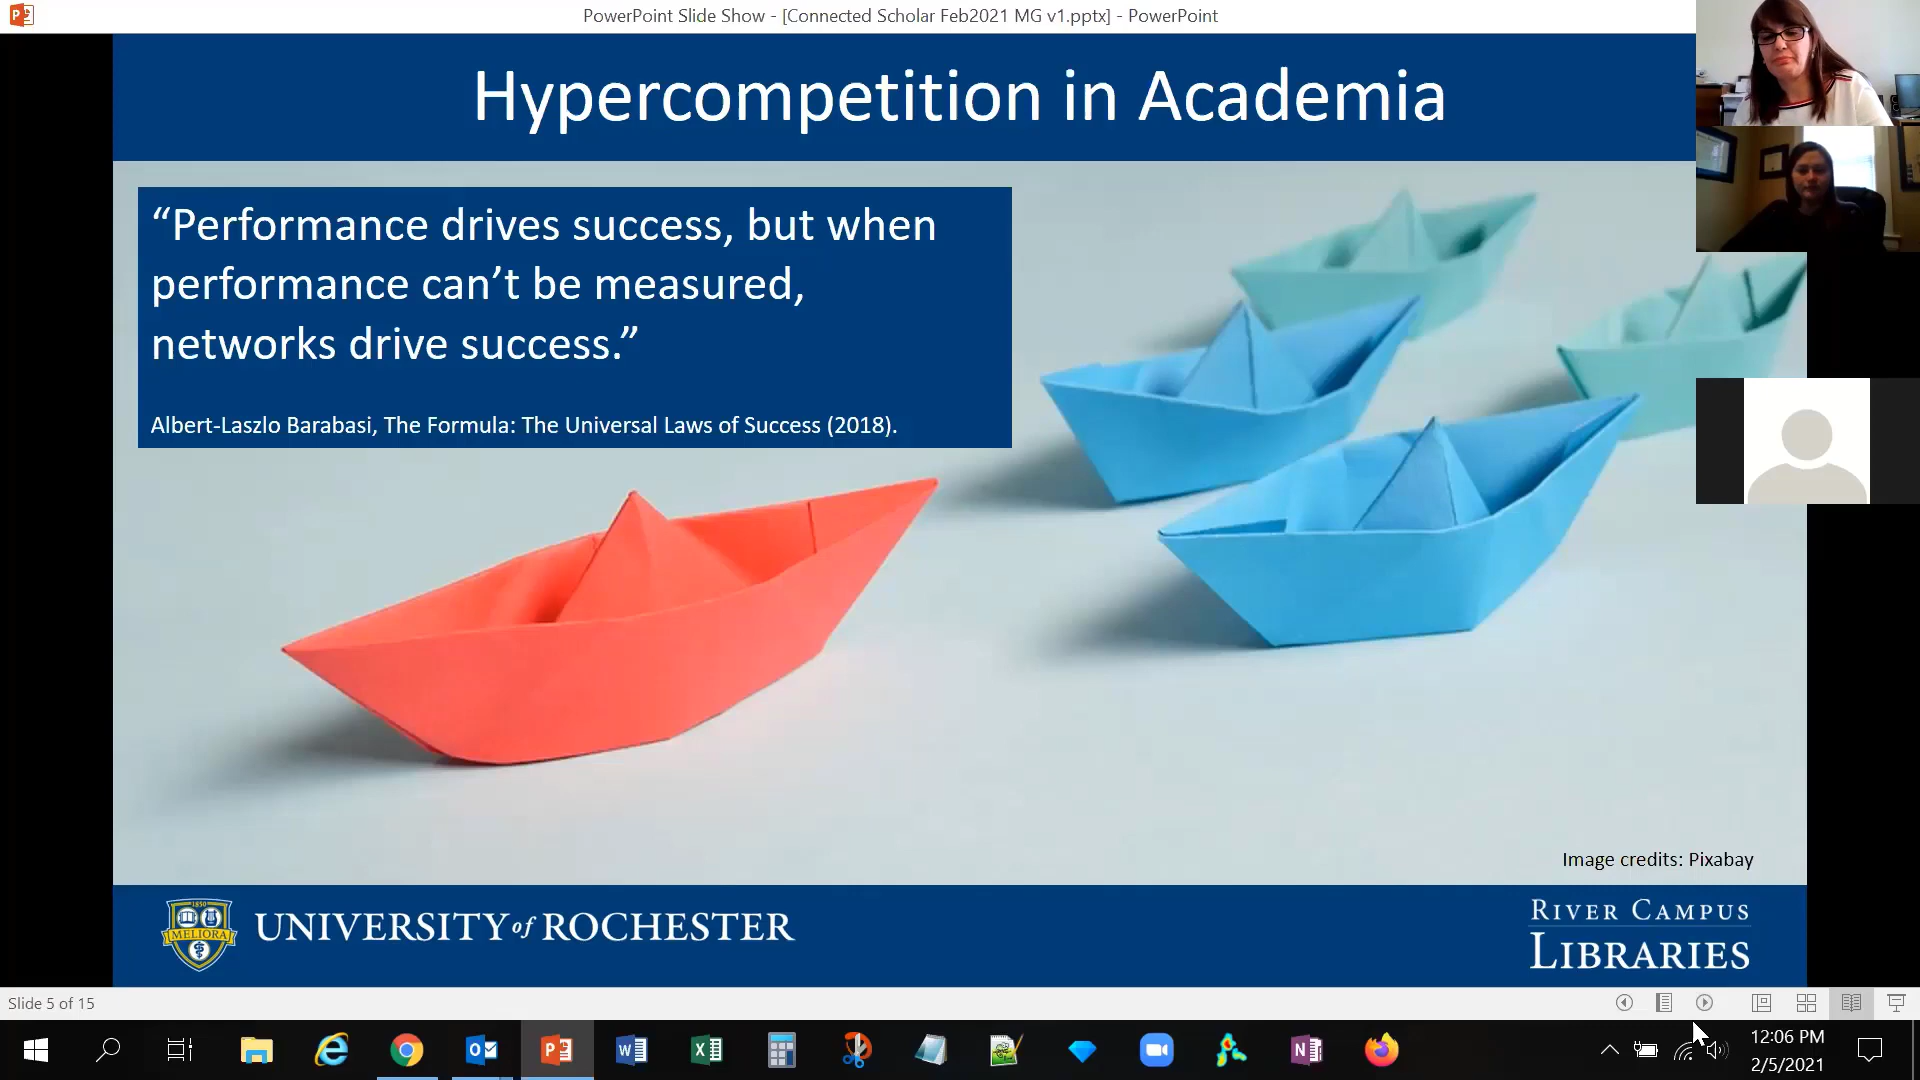 PowerPoint Slide Show - [Connected Scholar Feb2021 MG v1.pptx] - PowerPoint
Hypercompetition in Academia
“Performance drives success, but when
performance can’t be measured,
networks drive success.”
Albert-Laszlo Barabasi, The Formula: The Universal Laws of Success (2018).
Image credits: Pixabay
1850
MELIORA
UNIVERSITY of ROCHESTER
RIVER CAMPUS
LIBRARIES
Slide 5 of 15
12:06 PM
2/5/2021